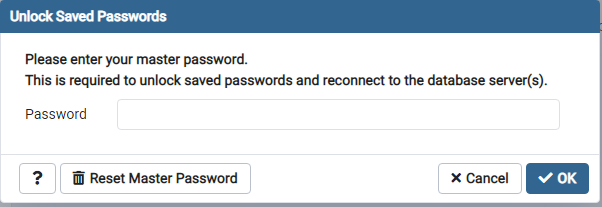 Unlock Saved Passwords
Please enter your master password.
This is required to unlock saved passwords and reconnect to the database server(s).
Password
? Reset Master Password Cancel OK